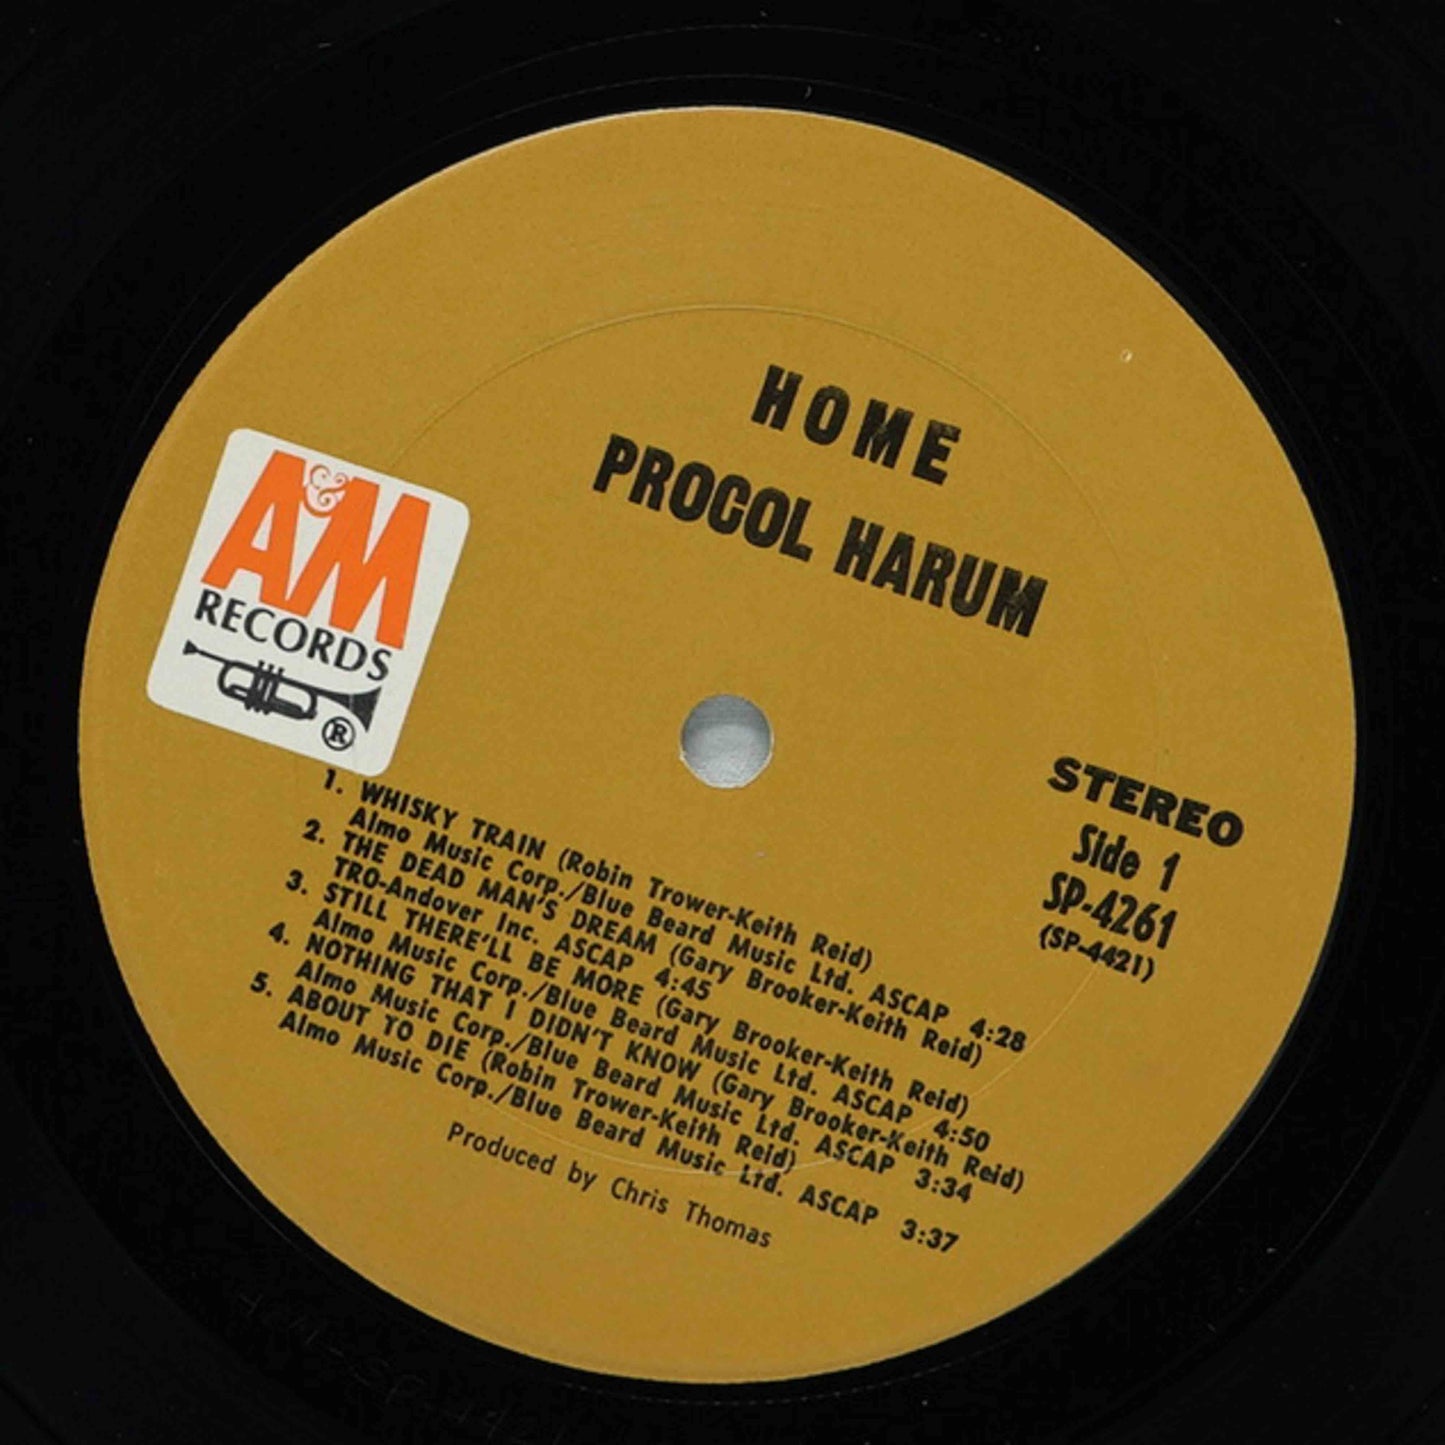 HOME
PROCOL HARUM
A&M
RECORDS
®
STEREO
Side 1
SP-4261
(SP-4421)
1. WHISKY TRAIN (Robin Trower-Keith Reid)
Almo Music Corp./Blue Beard Music Ltd. ASCAP 4:28
2. THE DEAD MAN'S DREAM (Gary Brooker-Keith Reid)
TRO-Andover Inc. ASCAP 4:45
3. STILL THERE'LL BE MORE (Gary Brooker-Keith Reid)
Almo Music Corp./Blue Beard Music Ltd. ASCAP 4:50
4. NOTHING THAT I DIDN'T KNOW (Gary Brooker-Keith Reid)
Almo Music Corp./Blue Beard Music Ltd. ASCAP 3:34
5. ABOUT TO DIE (Robin Trower-Keith Reid)
Almo Music Corp./Blue Beard Music Ltd. ASCAP 3:37
Produced by Chris Thomas